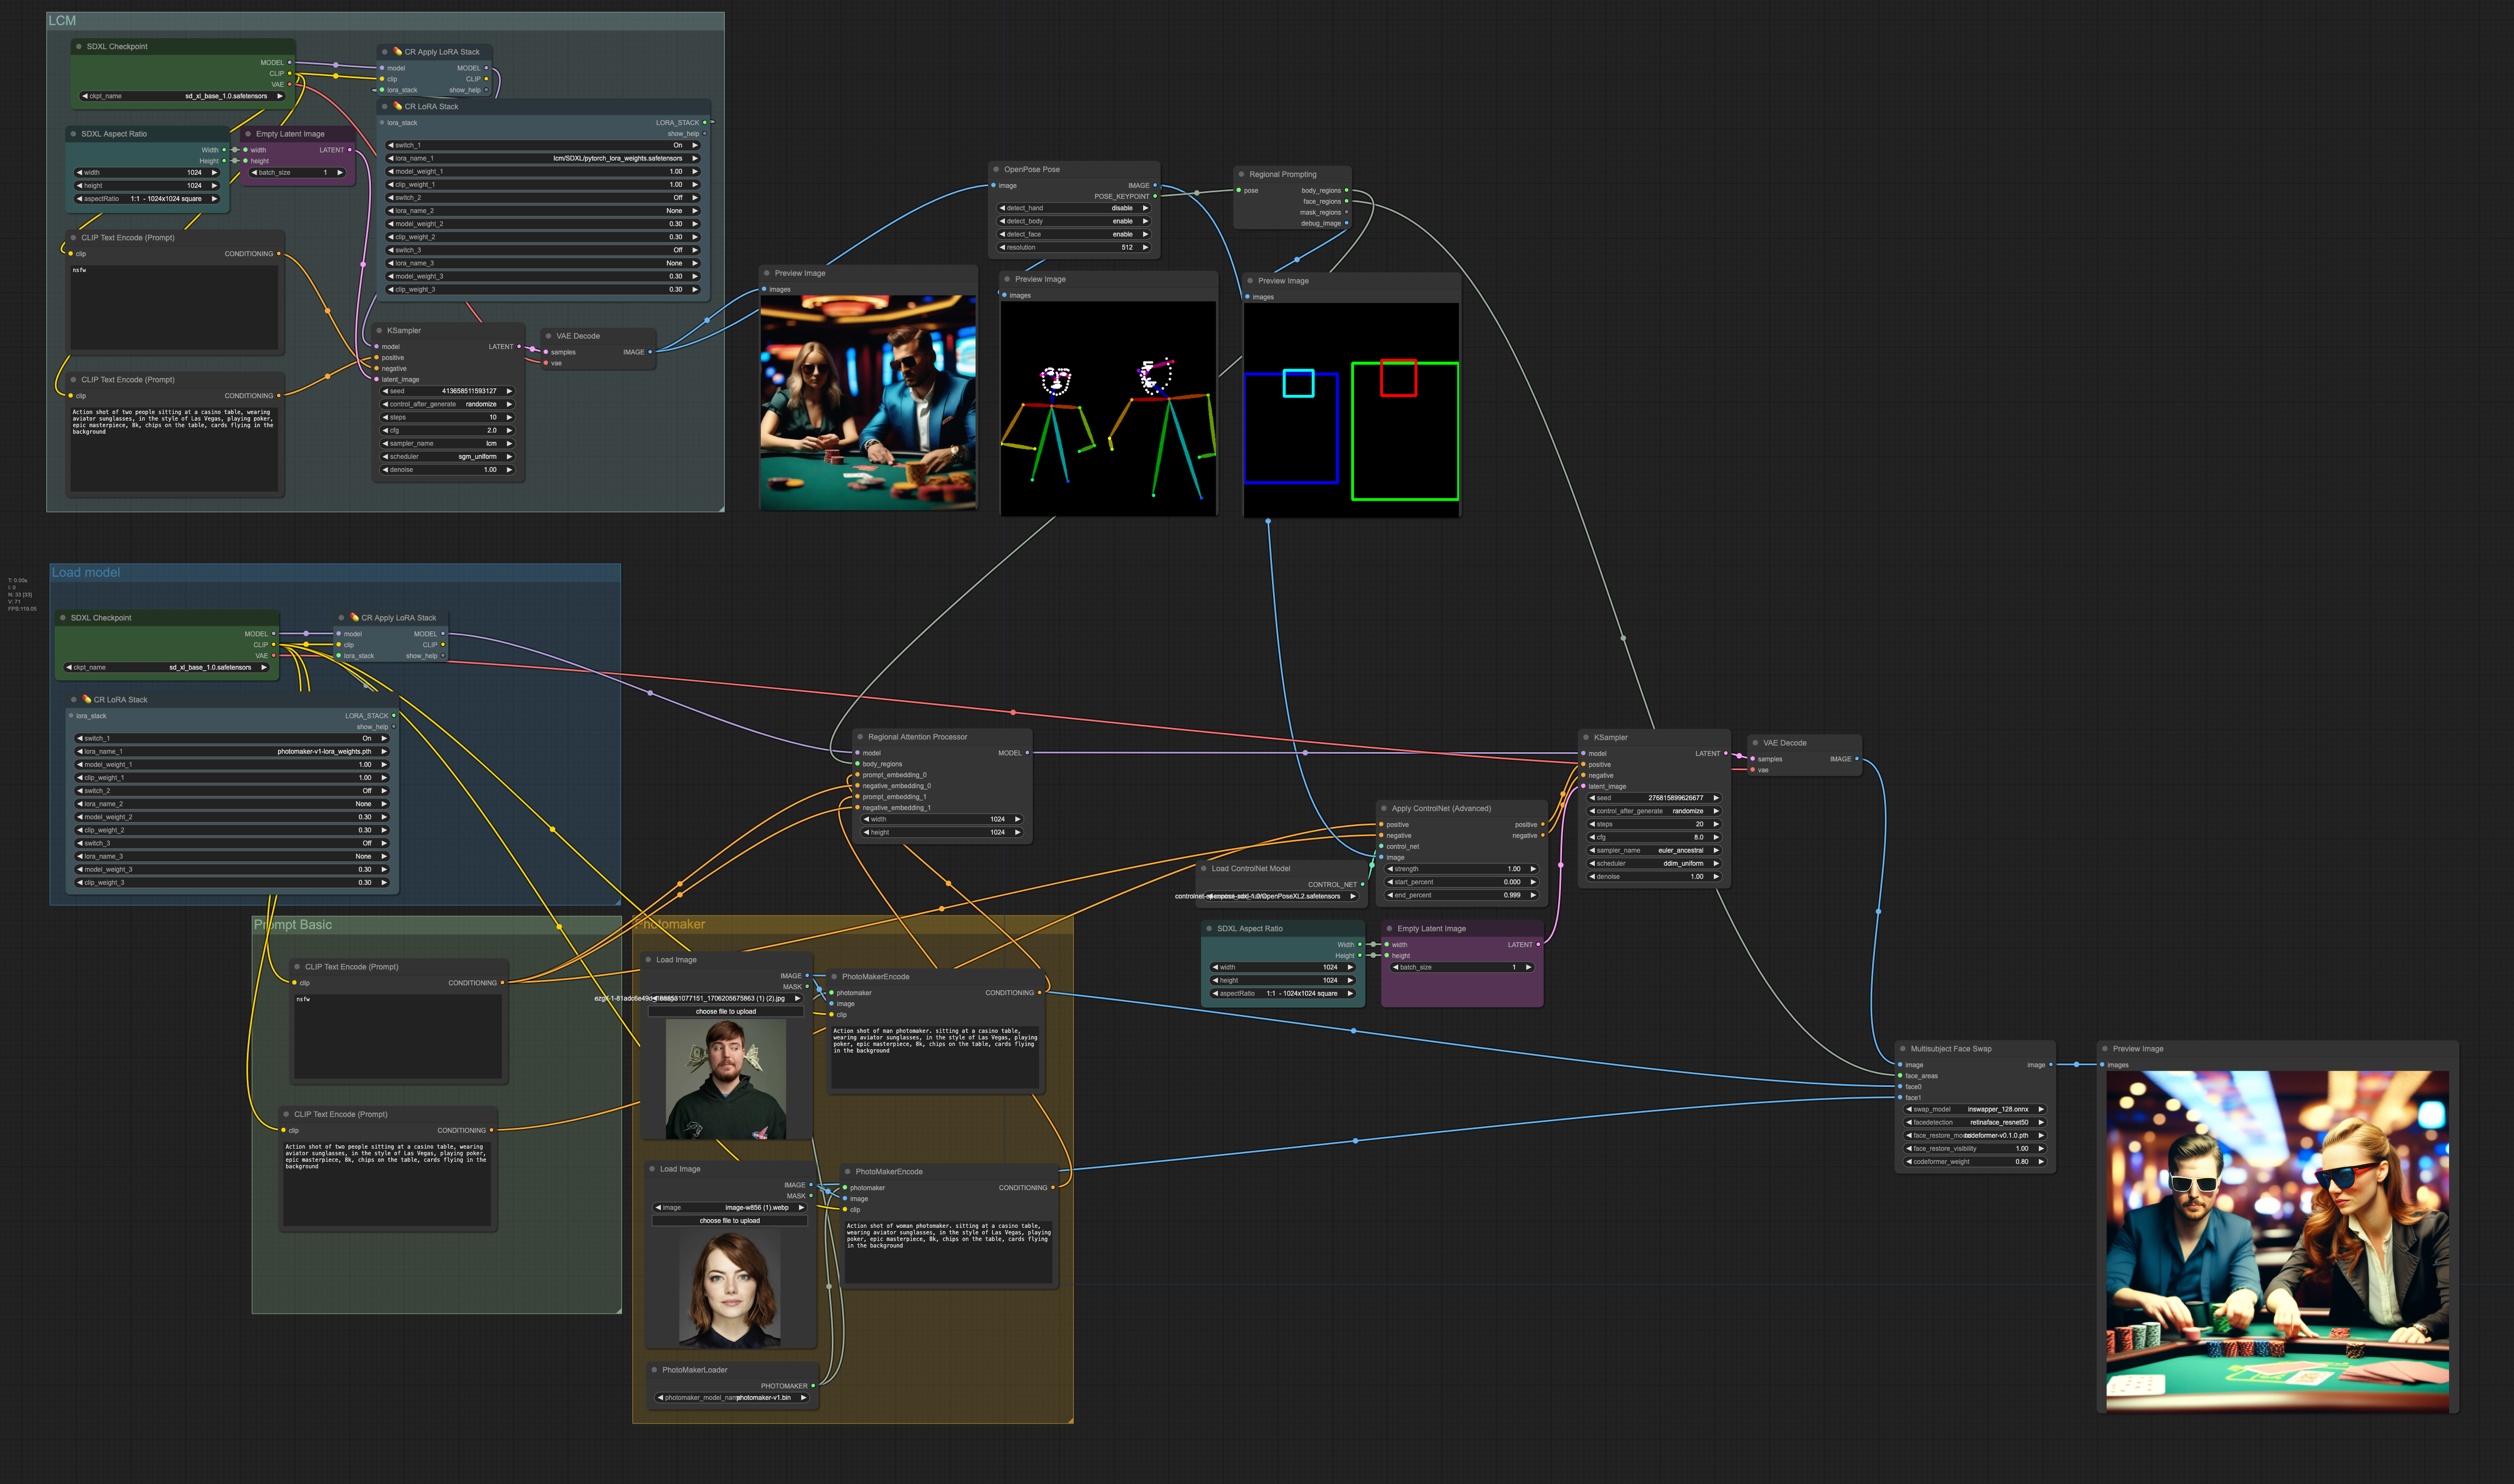 LCM
SDXL Checkpoint
MODEL
CLIP
VAE
ckpt_name sd_xl_base_1.0.safetensors
CR Apply LoRA Stack
model MODEL
clip CLIP
lora_stack show_help
CR LoRA Stack
lora_stack LORA_STACK
show_help
switch_1 On
lora_name_1 lcm/SDXL/pytorch_lora_weights.safetensors
model_weight_1 1.00
clip_weight_1 1.00
switch_2 Off
lora_name_2 None
model_weight_2 0.30
clip_weight_2 0.30
switch_3 Off
lora_name_3 None
model_weight_3 0.30
clip_weight_3 0.30
SDXL Aspect Ratio
Width
Height
width 1024
height 1024
aspectRatio 1:1 - 1024x1024 square
Empty Latent Image
width LATENT
height
batch_size 1
CLIP Text Encode (Prompt)
clip CONDITIONING
nsfw
CLIP Text Encode (Prompt)
clip CONDITIONING
Action shot of two people sitting at a casino table, wearing
aviator sunglasses, in the style of Las Vegas, playing poker,
epic masterpiece, 8k, chips on the table, cards flying in the
background
KSampler
model LATENT
positive
negative
latent_image
seed 413658511593127
control_after_generate randomize
steps 10
cfg 2.0
sampler_name lcm
scheduler sgm_uniform
denoise 1.00
VAE Decode
samples IMAGE
vae
Preview Image
images
OpenPose Pose
image IMAGE
POSE_KEYPOINT
detect_hand disable
detect_body enable
detect_face enable
resolution 512
Preview Image
images
Regional Prompting
pose body_regions
face_regions
mask_regions
debug_image
Preview Image
images
T: 0.00s
I: 0
N: 33 [33]
V: 71
FPS:119.05
Load model
SDXL Checkpoint
MODEL
CLIP
VAE
ckpt_name sd_xl_base_1.0.safetensors
CR Apply LoRA Stack
model MODEL
clip CLIP
lora_stack show_help
CR LoRA Stack
lora_stack LORA_STACK
show_help
switch_1 On
lora_name_1 photomaker-v1-lora_weights.pth
model_weight_1 1.00
clip_weight_1 1.00
switch_2 Off
lora_name_2 None
model_weight_2 0.30
clip_weight_2 0.30
switch_3 Off
lora_name_3 None
model_weight_3 0.30
clip_weight_3 0.30
Regional Attention Processor
model MODEL
body_regions
prompt_embedding_0
negative_embedding_0
prompt_embedding_1
negative_embedding_1
width 1024
height 1024
Apply ControlNet (Advanced)
positive positive
negative negative
control_net
image
strength 1.00
start_percent 0.000
end_percent 0.999
Load ControlNet Model
CONTROL_NET
SDXL Aspect Ratio
Width
Height
width 1024
height 1024
aspectRatio 1:1 - 1024x1024 square
Empty Latent Image
width LATENT
height
batch_size 1
KSampler
model LATENT
positive
negative
latent_image
seed 276815899626677
control_after_generate randomize
steps 20
cfg 8.0
sampler_name euler_ancestral
scheduler ddim_uniform
denoise 1.00
VAE Decode
samples IMAGE
vae
Prompt Basic
CLIP Text Encode (Prompt)
clip CONDITIONING
nsfw
CLIP Text Encode (Prompt)
clip CONDITIONING
Action shot of two people sitting at a casino table, wearing
aviator sunglasses, in the style of Las Vegas, playing
poker, epic masterpiece, 8k, chips on the table, cards flying in the
background
Photomaker
Load Image
IMAGE
MASK
choose file to upload
PhotoMakerEncode
photomaker CONDITIONING
image
clip
Action shot of man photomaker. sitting at a casino table,
wearing aviator sunglasses, in the style of Las Vegas, playing
poker, epic masterpiece, 8k, chips on the table, cards flying
in the background
Load Image
IMAGE
MASK
image image-w856 (1).webp
choose file to upload
PhotoMakerEncode
photomaker CONDITIONING
image
clip
Action shot of woman photomaker. sitting at a casino table,
wearing aviator sunglasses, in the style of Las Vegas, playing
poker, epic masterpiece, 8k, chips on the table, cards flying
in the background
PhotoMakerLoader
PHOTOMAKER
photomaker-v1.bin
Multisubject Face Swap
image image
face_areas
face0
face1
swap_model inswapper_128.onnx
facedetection retinaface_resnet50
codeformer-v0.1.0.pth
face_restore_visibility 1.00
codeformer_weight 0.80
Preview Image
images